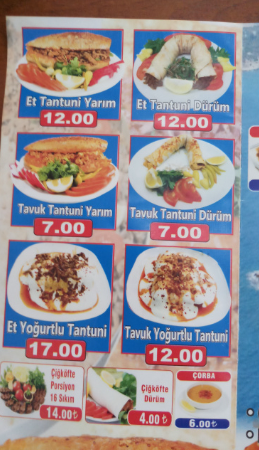 Et Tantuni Yarım
12.00
Et Tantuni Dürüm
12.00
Tavuk Tantuni Yarım
7.00
Tavuk Tantuni Dürüm
7.00
Et Yoğurtlu Tantuni
17.00
Tavuk Yoğurtlu Tantuni
12.00
Çiğköfte
Porsiyon
16 Sıkım
14.00₺
Çiğköfte
Dürüm
4.00₺
ÇORBA
6.00₺